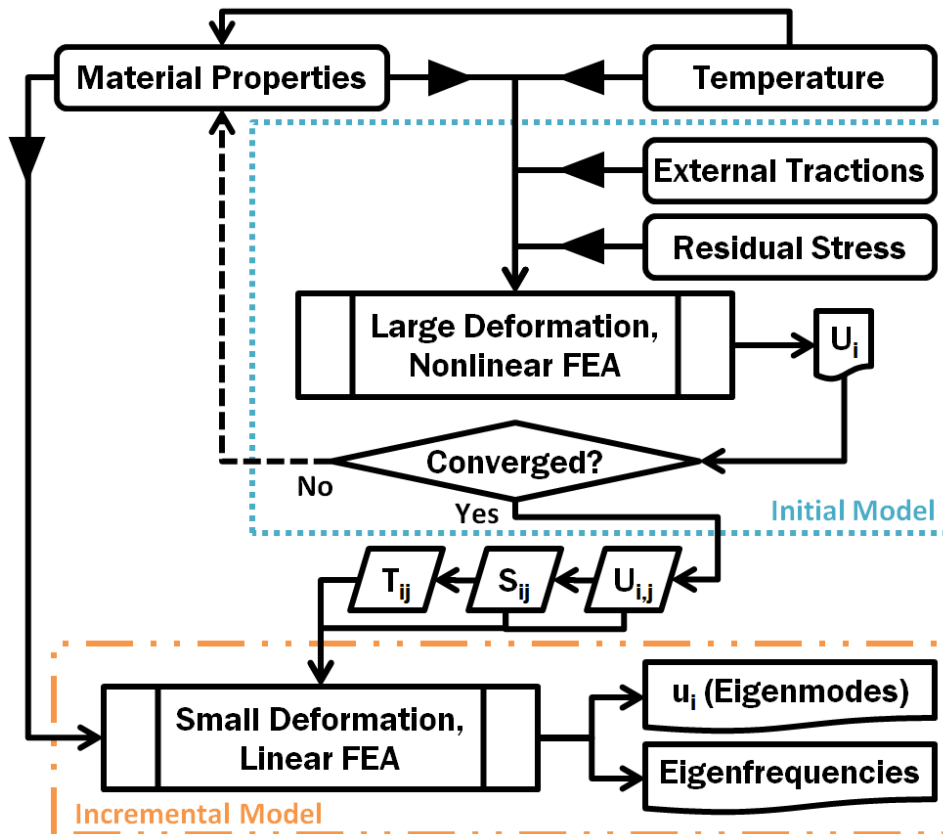 Material Properties
Temperature
External Tractions
Residual Stress
Large Deformation,
Nonlinear FEA
Ui
Converged?
No
Yes
Initial Model
Tij
Sij
Ui,j
Small Deformation,
Linear FEA
ui (Eigenmodes)
Eigenfrequencies
Incremental Model